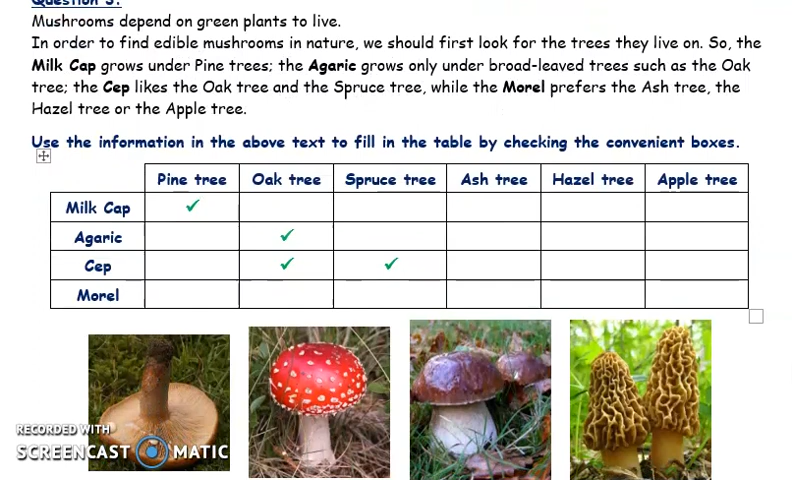 Question 3:
Mushrooms depend on green plants to live.
In order to find edible mushrooms in nature, we should first look for the trees they live on. So, the
Milk Cap grows under Pine trees; the Agaric grows only under broad-leaved trees such as the Oak
tree; the Cep likes the Oak tree and the Spruce tree, while the Morel prefers the Ash tree, the
Hazel tree or the Apple tree.
Use the information in the above text to fill in the table by checking the convenient boxes.
Pine tree Oak tree Spruce tree Ash tree Hazel tree Apple tree
Milk Cap ✓
Agaric ✓
Cep ✓ ✓
Morel
RECORDED WITH
SCREENCAST MATIC